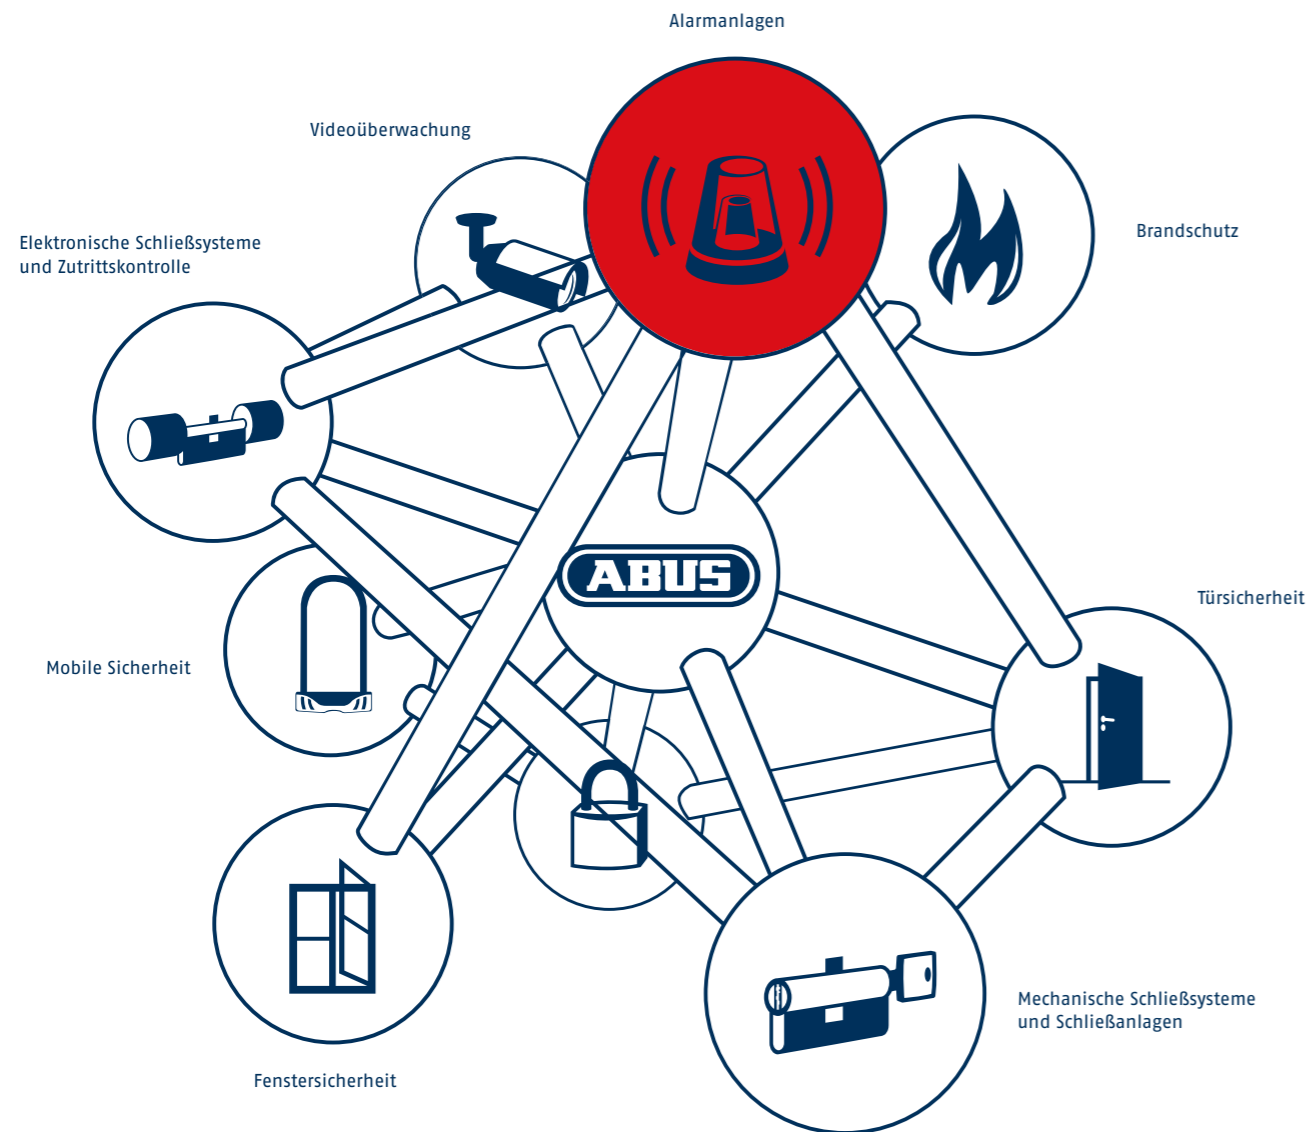 Alarmanlagen
Videoüberwachung
Brandschutz
Elektronische Schließsysteme
und Zutrittskontrolle
ABUS
Türsicherheit
Mobile Sicherheit
Mechanische Schließsysteme
und Schließanlagen
Fenstersicherheit